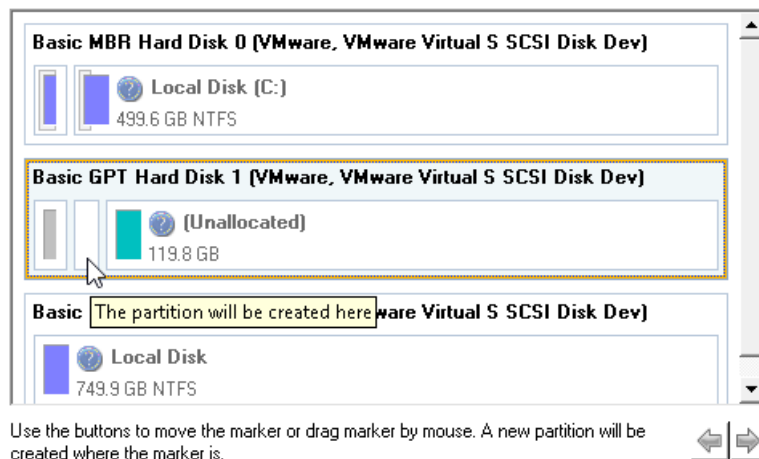 Basic MBR Hard Disk 0 (VMware, VMware Virtual S SCSI Disk Dev)
Local Disk (C:)
499.6 GB NTFS
Basic GPT Hard Disk 1 (VMware, VMware Virtual S SCSI Disk Dev)
(Unallocated)
119.8 GB
Basic ware Virtual S SCSI Disk Dev)
The partition will be created here
Local Disk
749.9 GB NTFS
Use the buttons to move the marker or drag marker by mouse. A new partition will be
created where the marker is.